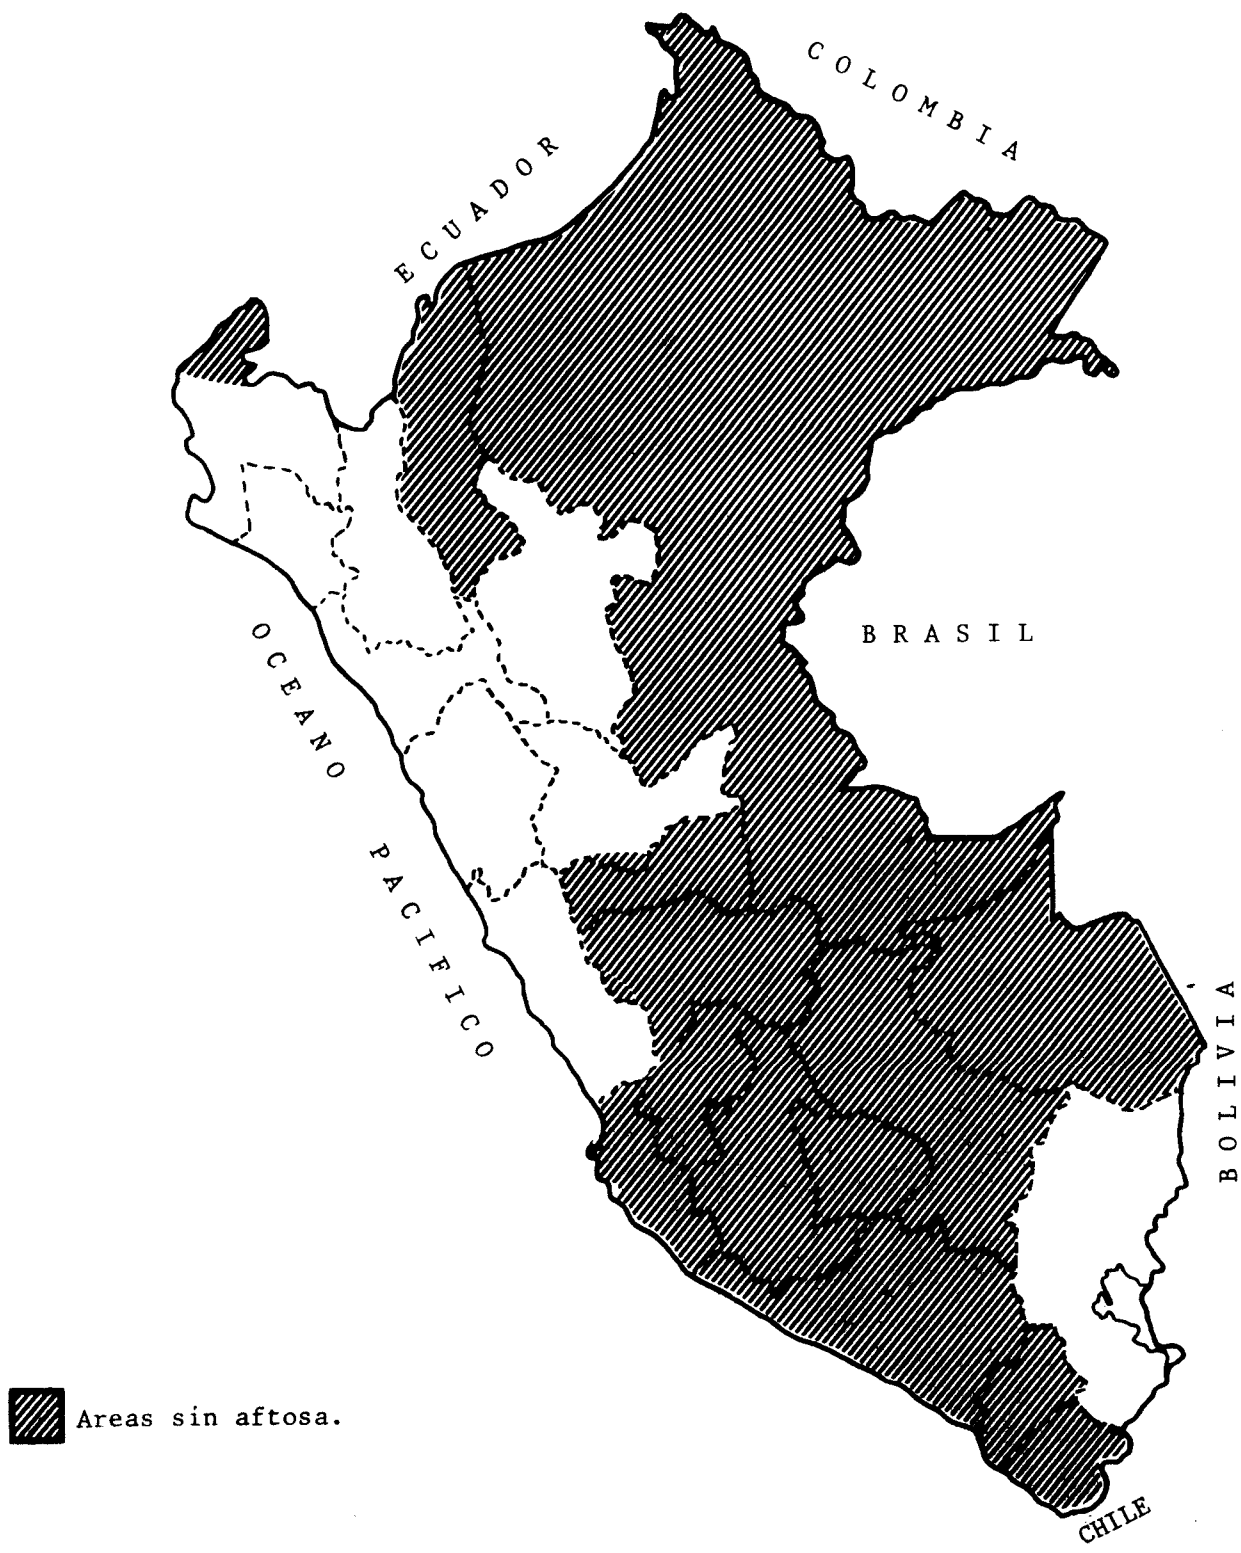 COLOMBIA
ECUADOR
BRASIL
OCEANO PACIFICO
BOLIVIA
Areas sin aftosa.
CHILE